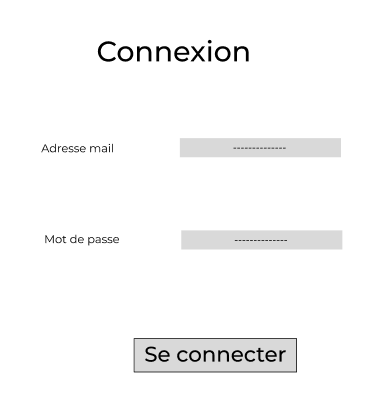 Connexion
Adresse mail --------------
Mot de passe --------------
Se connecter